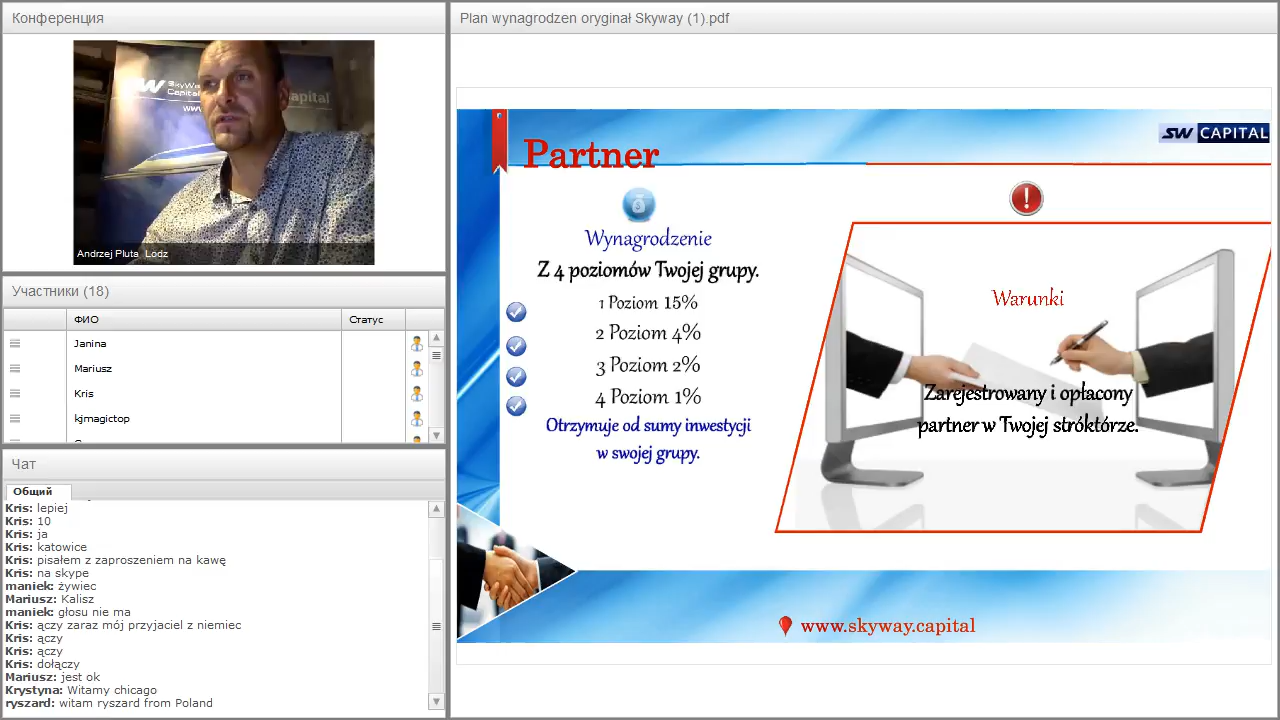 Конференция
SkyWay
Capital
Capital
www
Andrzej Pluta Lodz
Участники (18)
ФИО
Статус
Janina
Mariusz
Kris
kjmagictop
Чат
Общий
Kris: lepiej
Kris: 10
Kris: ja
Kris: katowice
Kris: pisałem z zaproszeniem na kawę
Kris: na skype
maniek: żywiec
Mariusz: Kalisz
maniek: głosu nie ma
Kris: ączy zaraz mój przyjaciel z niemiec
Kris: ączy
Kris: ączy
Kris: dołączy
Mariusz: jest ok
Krystyna: Witamy chicago
ryszard: witam ryszard from Poland
Plan wynagrodzen oryginał Skyway (1).pdf
Partner
SW CAPITAL
Wynagrodzenie
Z 4 poziomów Twojej grupy.
1 Poziom 15%
2 Poziom 4%
3 Poziom 2%
4 Poziom 1%
Otrzymuje od sumy inwestycji
w swojej grupy.
Warunki
Zarejestrowany i opłacony
partner w Twojej stróktórze.
www.skyway.capital